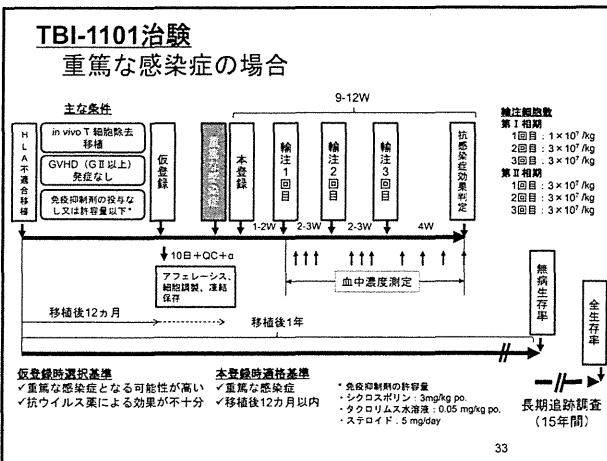 TBI-1101治験
重篤な感染症の場合
9-12W
主な条件
HLA不適合移植
in vivo T 細胞除去
移植
GVHD（GⅡ以上）
発症なし
免疫抑制剤の投与な
し又は許容量以下*
仮登録
本登録
輸注1回目
輸注2回目
輸注3回目
抗感染症効果判定
輸注細胞数
第Ⅰ相期
1回目：1×10⁷ /kg
2回目：3×10⁷ /kg
3回目：3×10⁷ /kg
第Ⅱ相期
1回目：3×10⁷ /kg
2回目：3×10⁷ /kg
3回目：3×10⁷ /kg
1-2W
2-3W
2-3W
4W
10日+QC+α
アフェレーシス、
細胞調製、凍結
保存
血中濃度測定
無病生存率
全生存率
移植後12ヵ月
移植後1年
仮登録時選択基準
✓重篤な感染症となる可能性が高い
✓抗ウイルス薬による効果が不十分
本登録時適格基準
✓重篤な感染症
✓移植後12カ月以内
* 免疫抑制剤の許容量
・シクロスポリン：3mg/kg po.
・タクロリムス水溶液：0.05 mg/kg po.
・ステロイド：5 mg/day
長期追跡調査
（15年間）
33